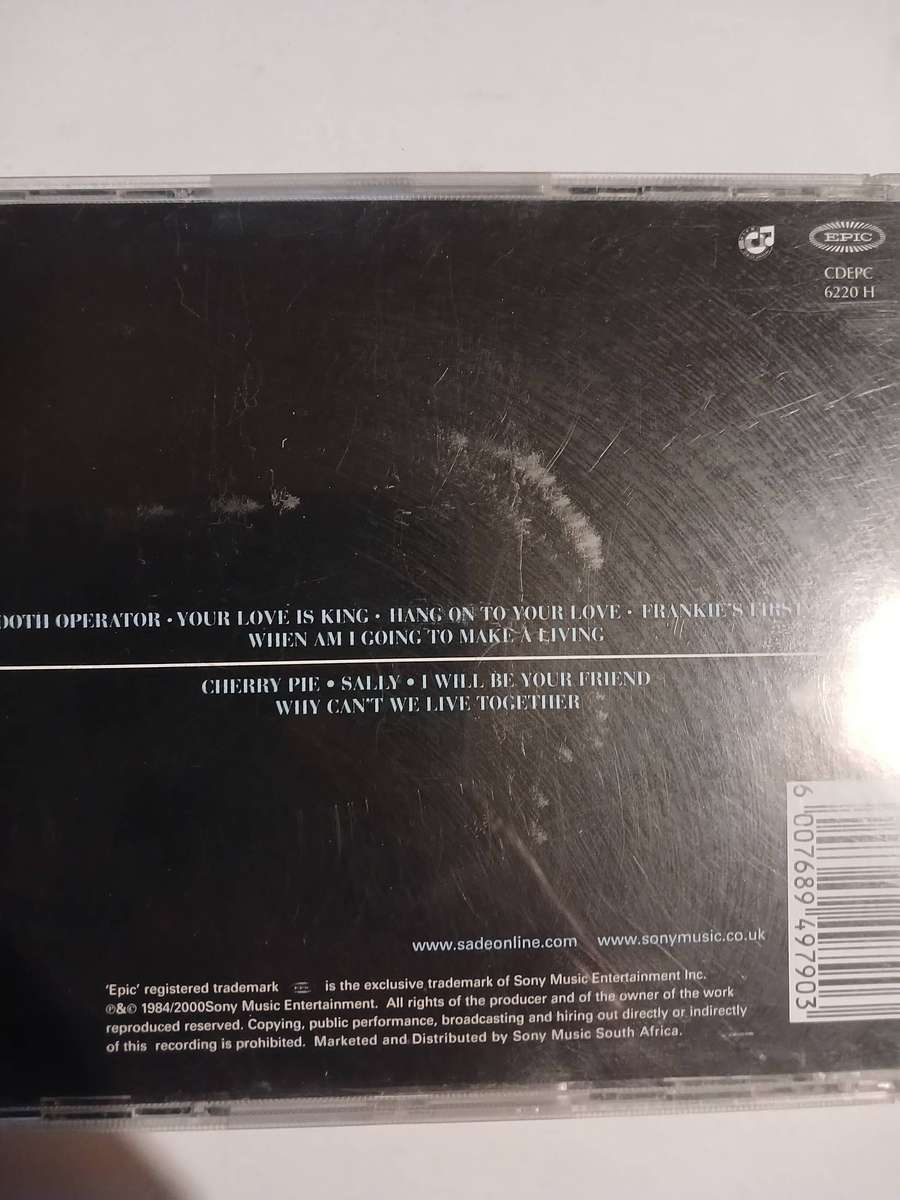 EPIC
CDEPC
6220 H
OOTH OPERATOR · YOUR LOVE IS KING · HANG ON TO YOUR LOVE · FRANKIE'S FIRST
WHEN AM I GOING TO MAKE A LIVING
CHERRY PIE • SALLY • I WILL BE YOUR FRIEND
WHY CAN'T WE LIVE TOGETHER
6 007689 497903
www.sadeonline.com www.sonymusic.co.uk
'Epic' registered trademark EPIC is the exclusive trademark of Sony Music Entertainment Inc.
℗&© 1984/2000Sony Music Entertainment. All rights of the producer and of the owner of the work
reproduced reserved. Copying, public performance, broadcasting and hiring out directly or indirectly
of this recording is prohibited. Marketed and Distributed by Sony Music South Africa.